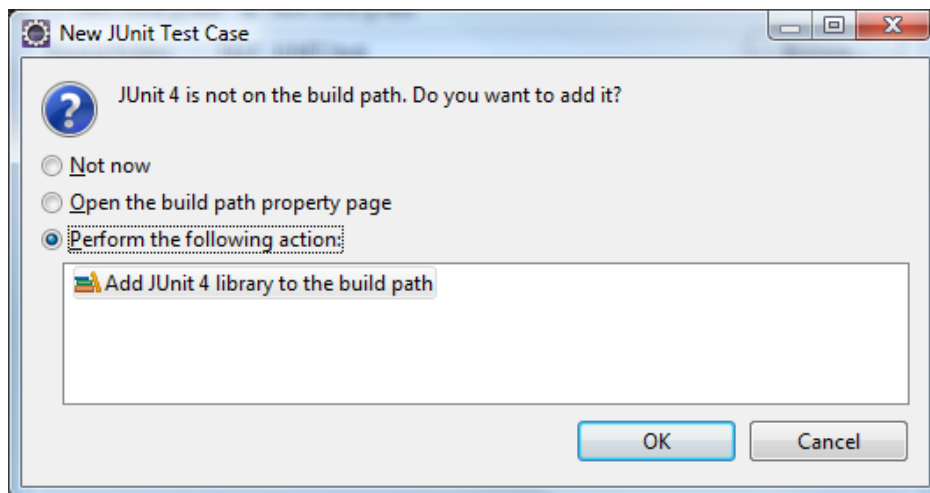 New JUnit Test Case
JUnit 4 is not on the build path. Do you want to add it?
Not now
Open the build path property page
Perform the following action:
Add JUnit 4 library to the build path
OK
Cancel